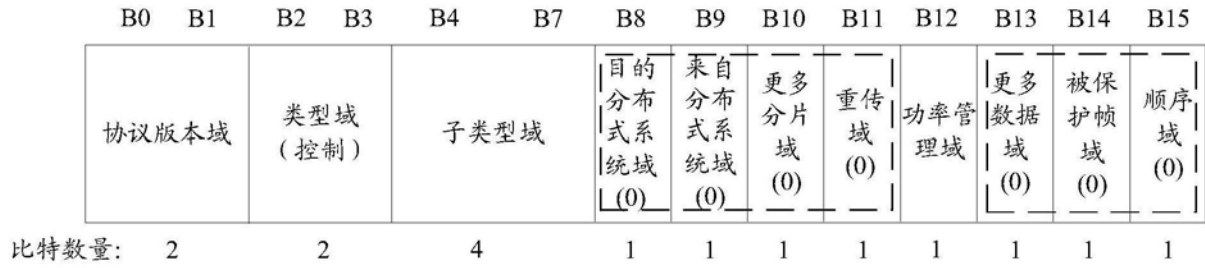 B0 B1 B2 B3 B4 B7 B8 B9 B10 B11 B12 B13 B14 B15
协议版本域
类型域
(控制)
子类型域
目的
分布
式系
统域
(0)
来自
分布
式系
统域
(0)
更多
分片
域
(0)
重传
域
(0)
功率管
理域
更多
数据
域
(0)
被保
护帧
域
(0)
顺序
域
(0)
比特数量: 2 2 4 1 1 1 1 1 1 1 1